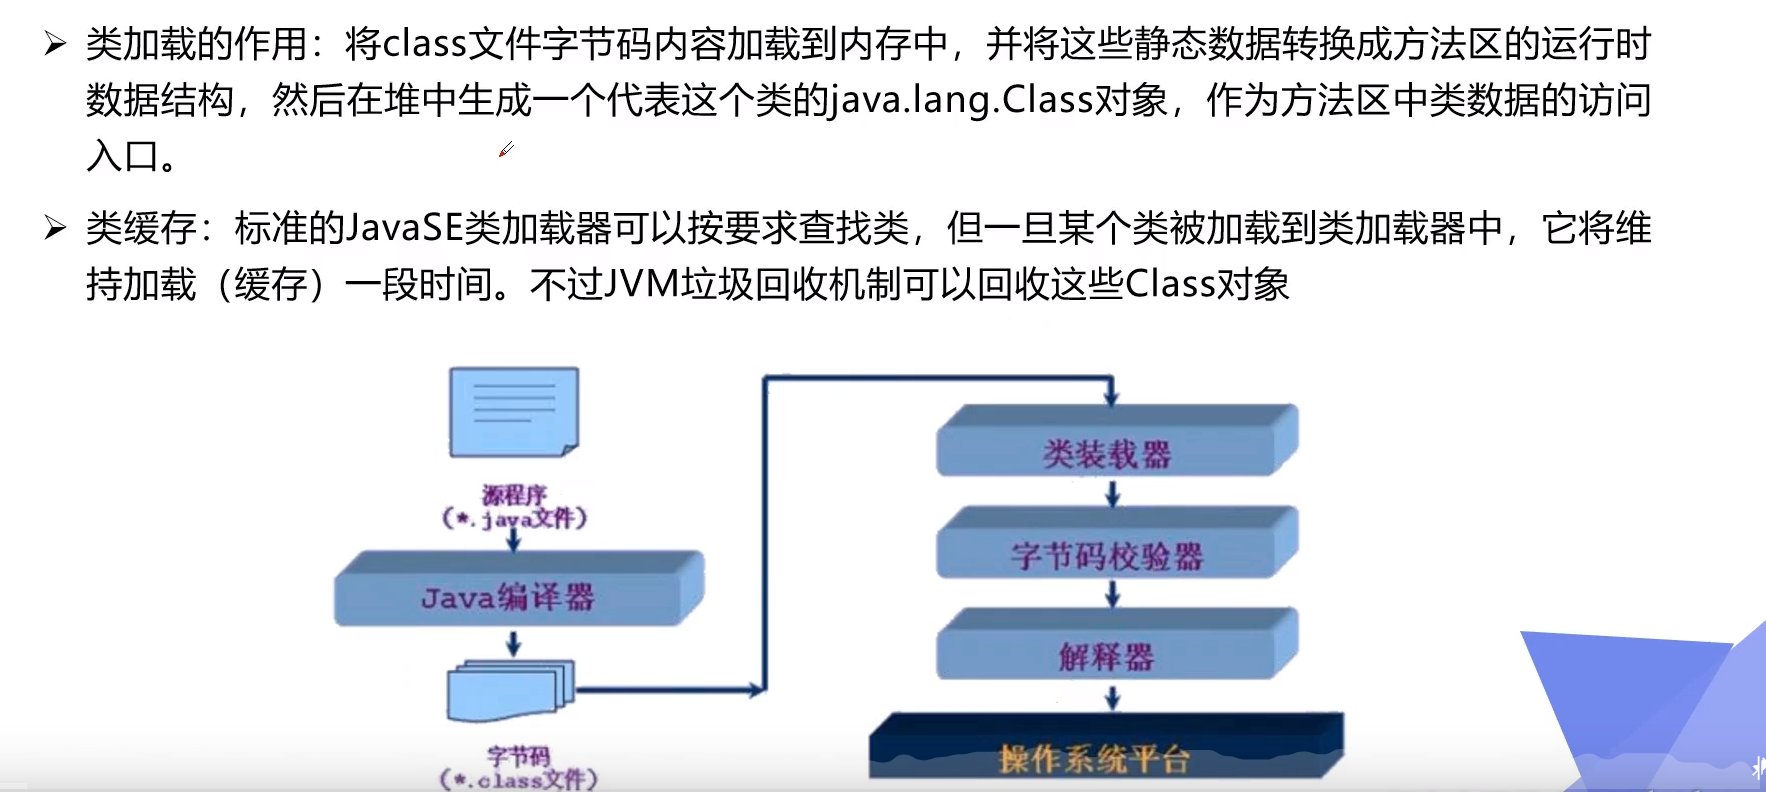 类加载的作用：将class文件字节码内容加载到内存中，并将这些静态数据转换成方法区的运行时
数据结构，然后在堆中生成一个代表这个类的java.lang.Class对象，作为方法区中类数据的访问
入口。
类缓存：标准的JavaSE类加载器可以按要求查找类，但一旦某个类被加载到类加载器中，它将维
持加载（缓存）一段时间。不过JVM垃圾回收机制可以回收这些Class对象
源程序
（*.java文件）
Java编译器
字节码
（*.class文件）
类装载器
字节码校验器
解释器
操作系统平台